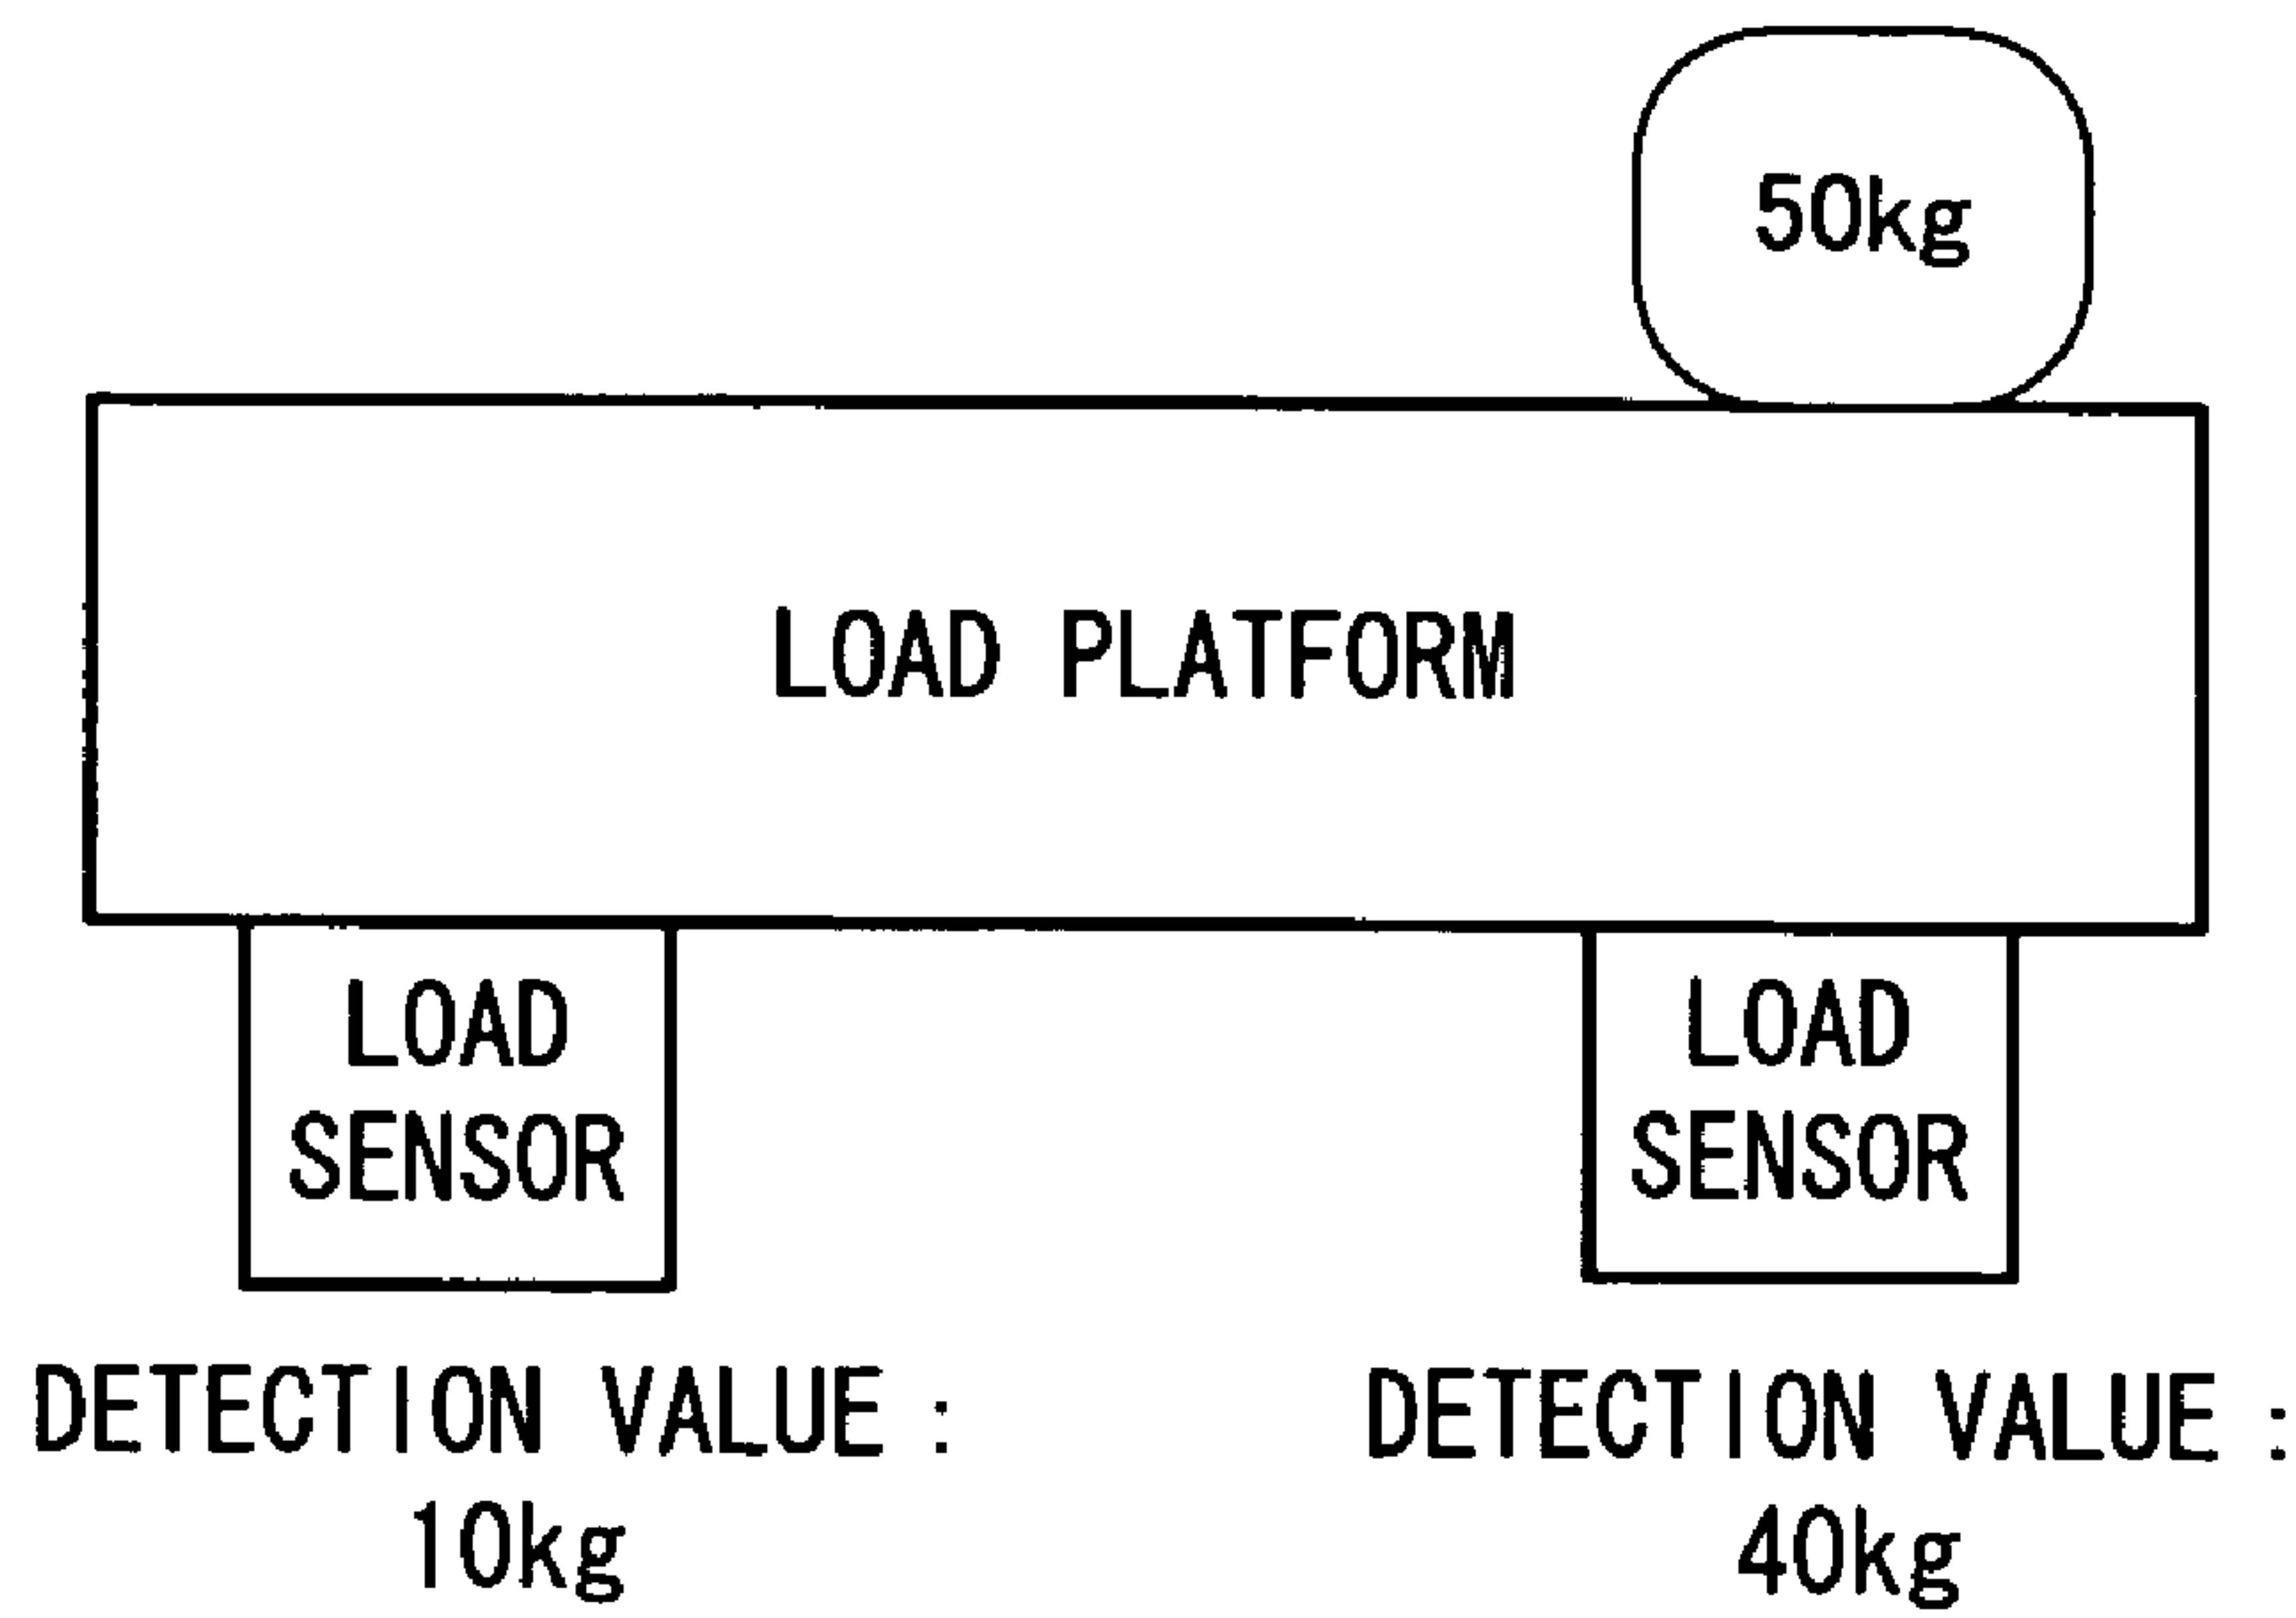 50kg
LOAD PLATFORM
LOAD
SENSOR
LOAD
SENSOR
DETECTION VALUE :
10kg
DETECTION VALUE :
40kg